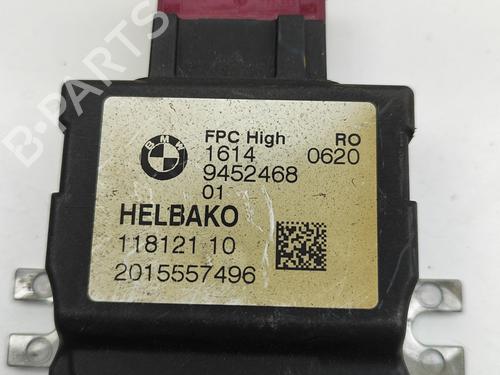 B-PARTS
BMW
FPC High RO
1614 0620
9452468
01
HELBAKO
118121 10
2015557496